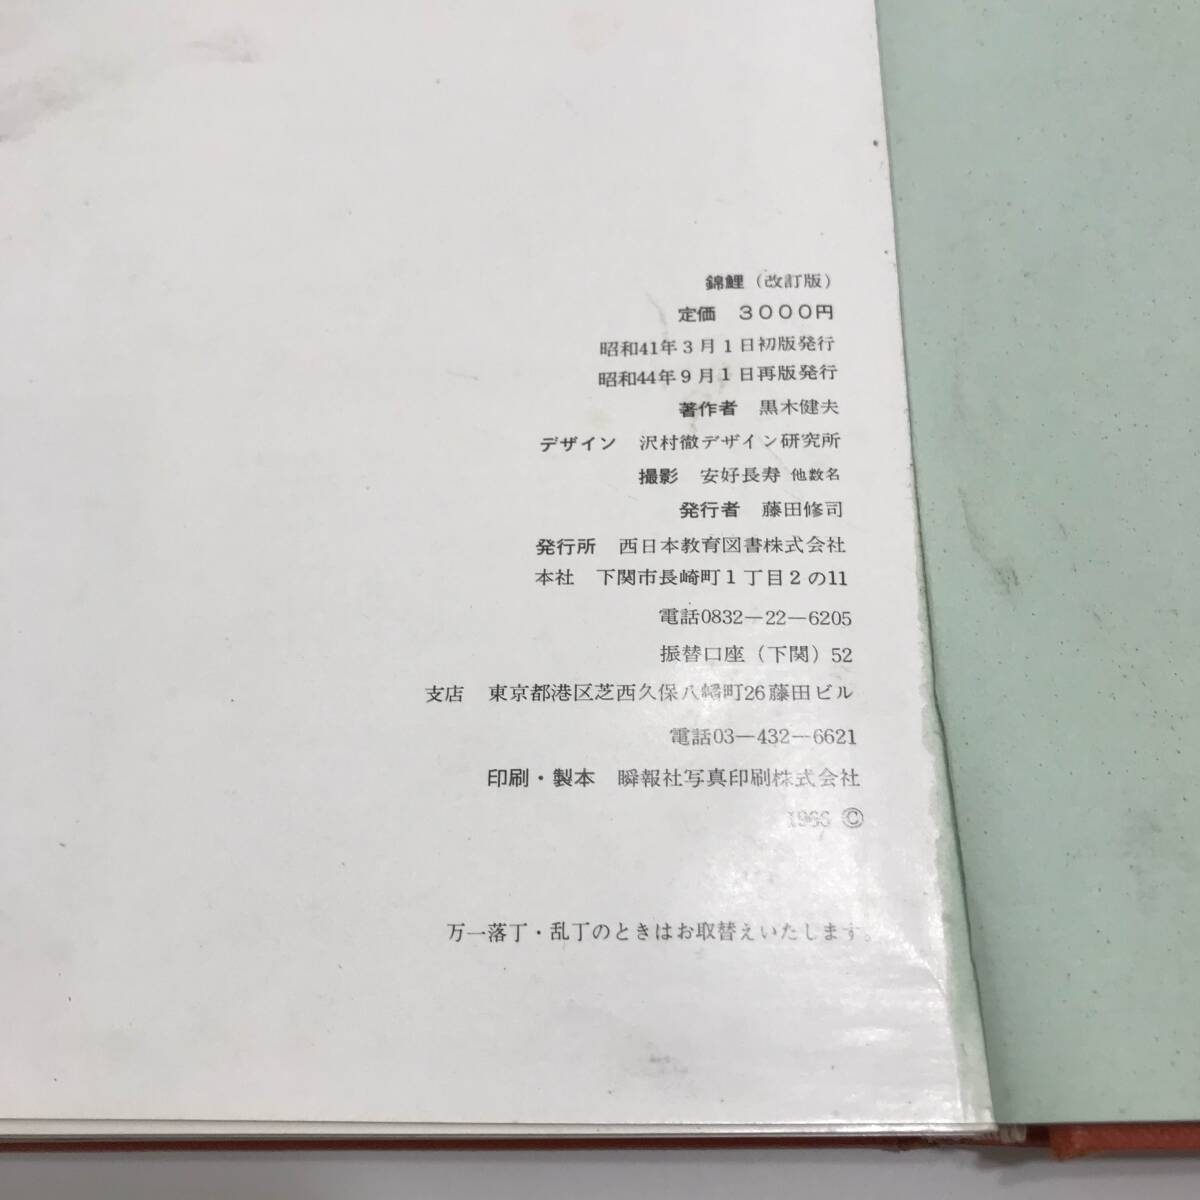 錦鯉（改訂版）
定価 3000円
昭和41年3月1日初版発行
昭和44年9月1日再版発行
著作者 黒木健夫
デザイン 沢村徹デザイン研究所
撮影 安好長寿 他数名
発行者 藤田修司
発行所 西日本教育図書株式会社
本社 下関市長崎町1丁目2の11
電話0832―22―6205
振替口座（下関）52
支店 東京都港区芝西久保八幡町26藤田ビル
電話03―432―6621
印刷・製本 瞬報社写真印刷株式会社
1966 ©
万一落丁・乱丁のときはお取替えいたします。